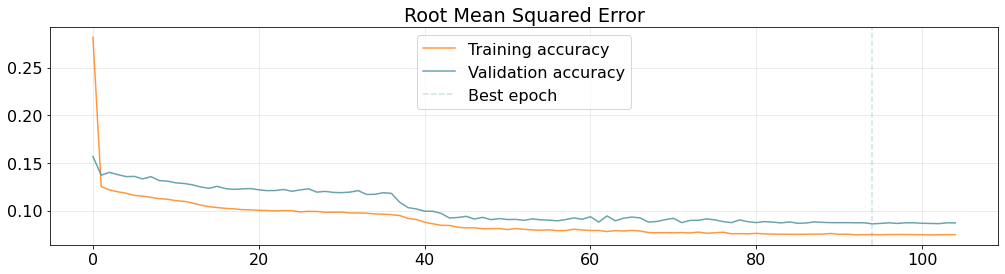 Root Mean Squared Error
Training accuracy
Validation accuracy
Best epoch
0.25
0.20
0.15
0.10
0 20 40 60 80 100